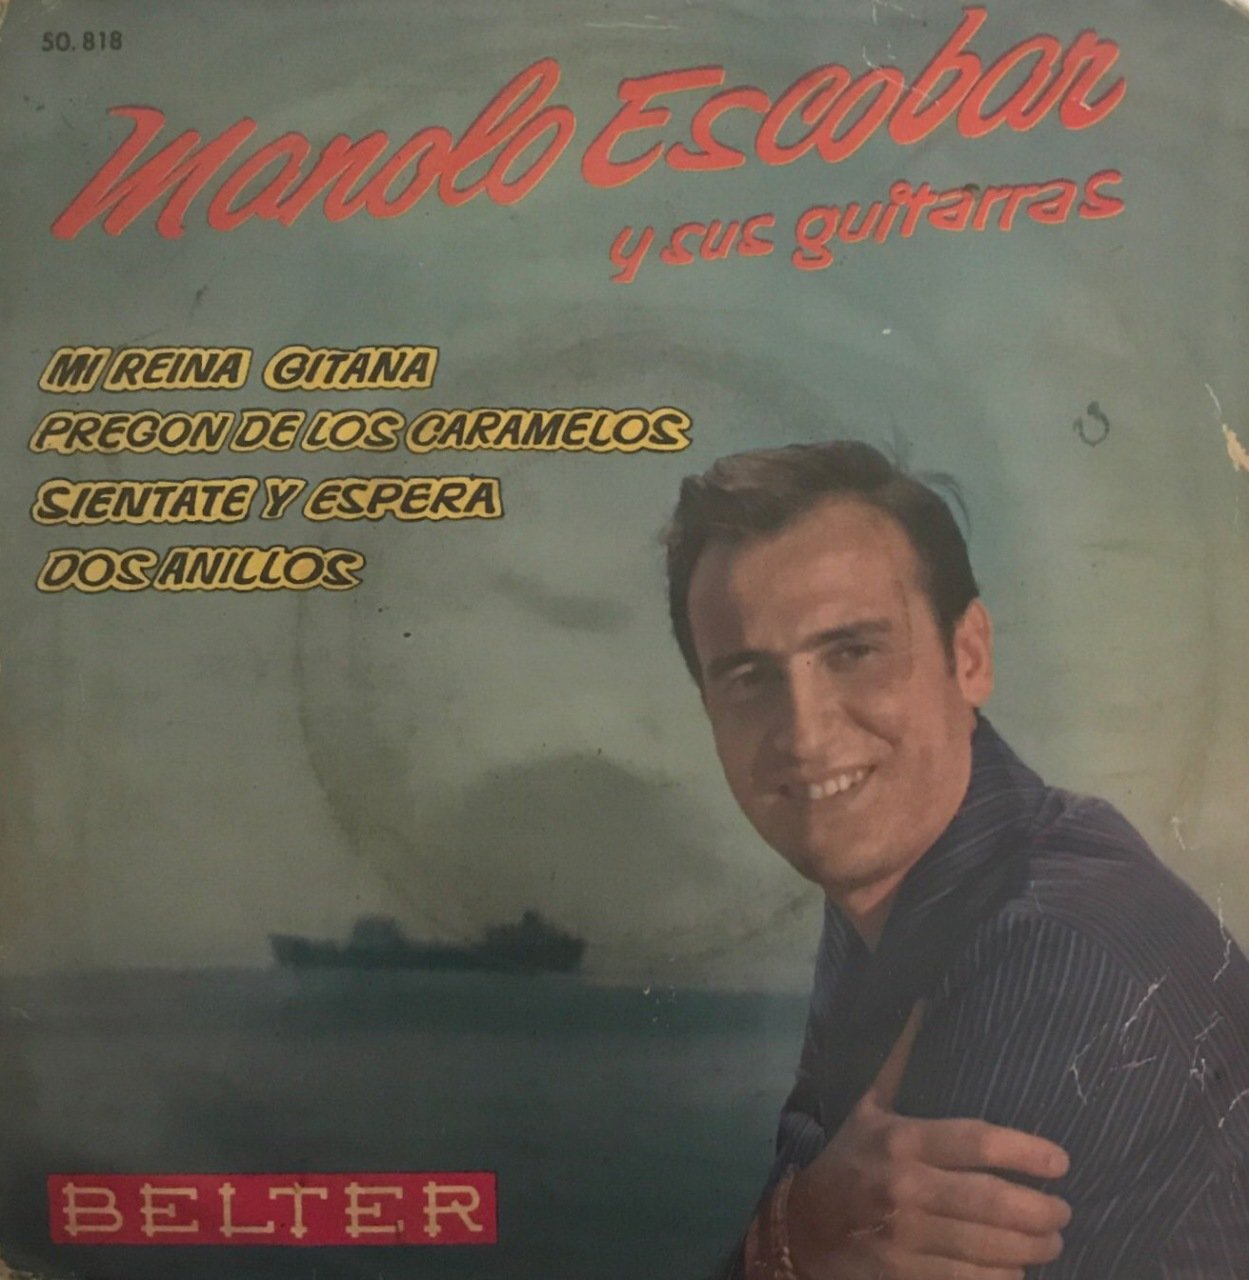 SO. 818
Manolo Escobar
y sus guitarras
MI REINA GITANA
PREGON DE LOS CARAMELOS
SIENTATE Y ESPERA
DOS ANILLOS
BELTER